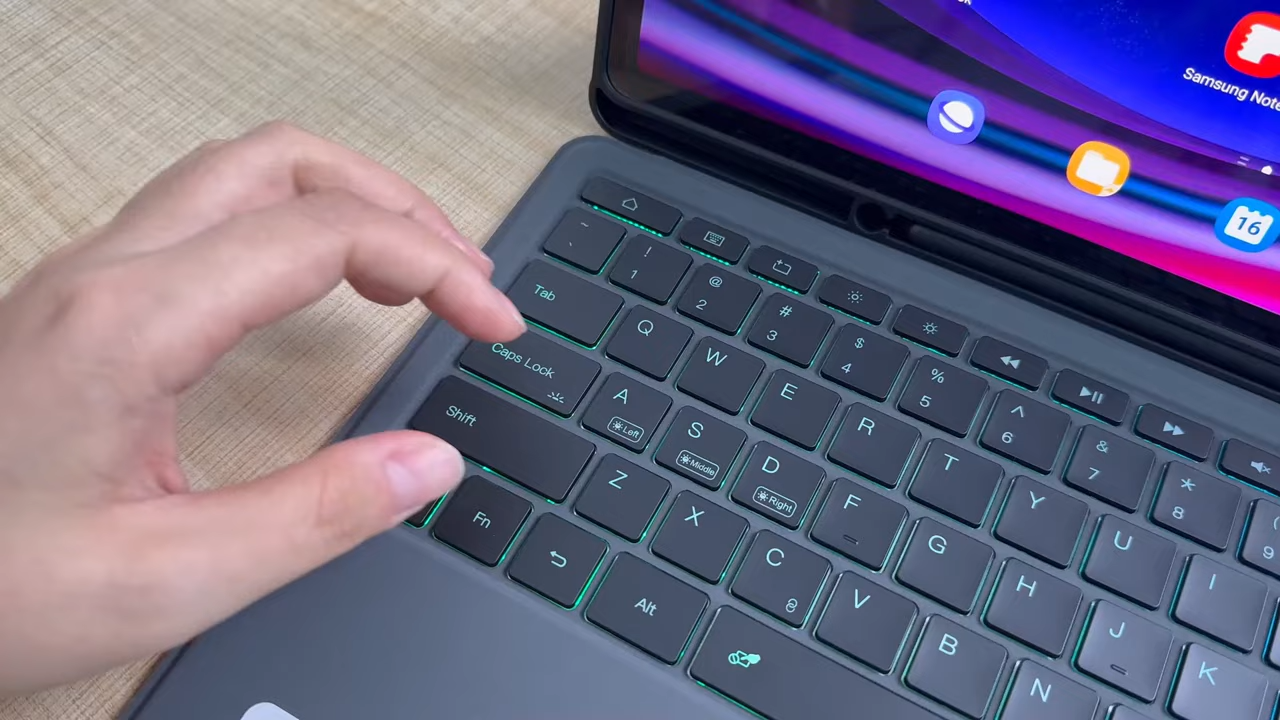 Samsung Note
16
~
`
!
1
@
2
#
3
$
4
%
5
^
6
&
7
*
8
(
9
Tab
Q
W
E
R
T
Y
U
I
Caps Lock
A
Left
S
Middle
D
Right
F
G
H
J
K
Shift
Z
X
C
V
B
N
Fn
Alt